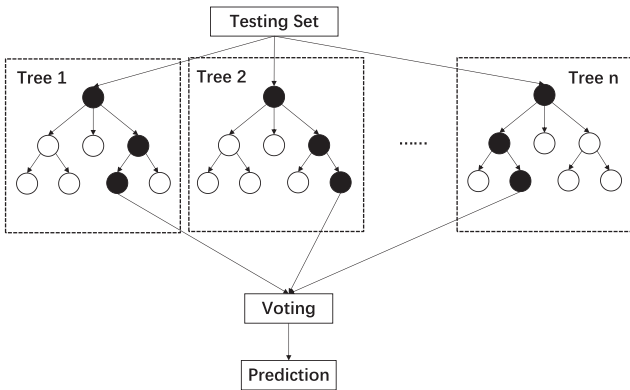 Testing Set
Tree 1
Tree 2
Tree n
......
Voting
Prediction